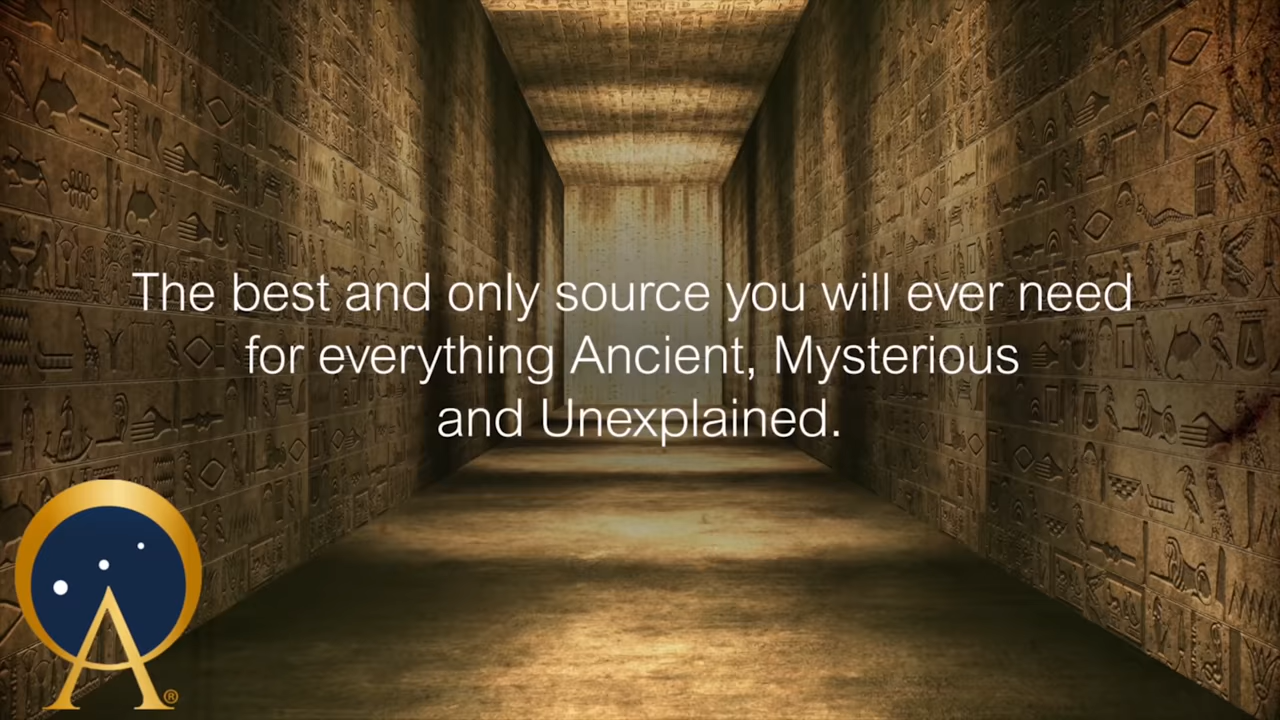 The best and only source you will ever need
for everything Ancient, Mysterious
and Unexplained.
A®